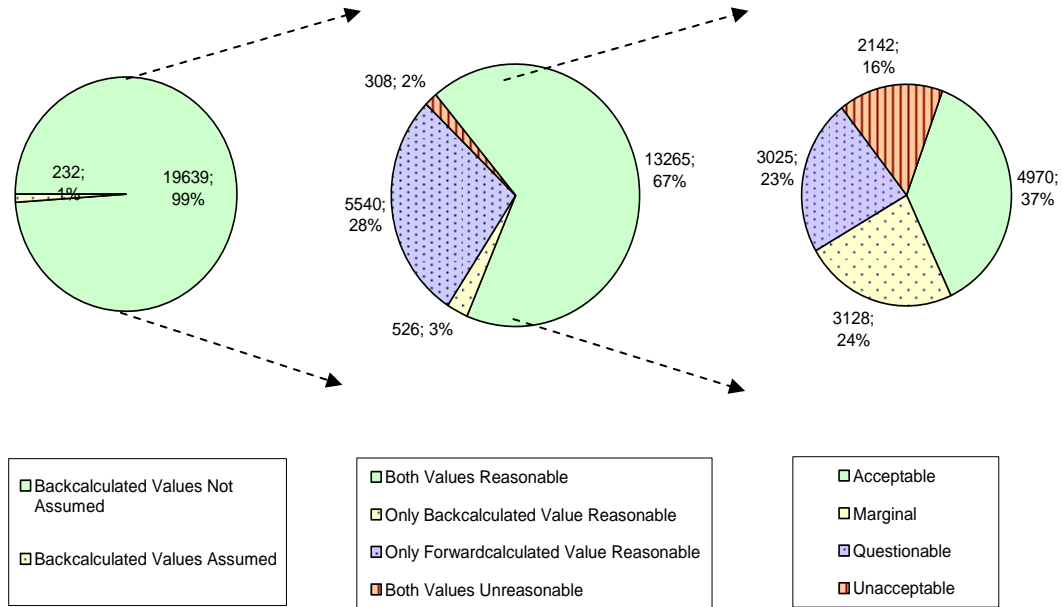 232;
1%
19639;
99%
308; 2%
13265;
67%
5540;
28%
526; 3%
2142;
16%
3025;
23%
4970;
37%
3128;
24%
Backcalculated Values Not
Assumed
Backcalculated Values Assumed
Both Values Reasonable
Only Backcalculated Value Reasonable
Only Forwardcalculated Value Reasonable
Both Values Unreasonable
Acceptable
Marginal
Questionable
Unacceptable